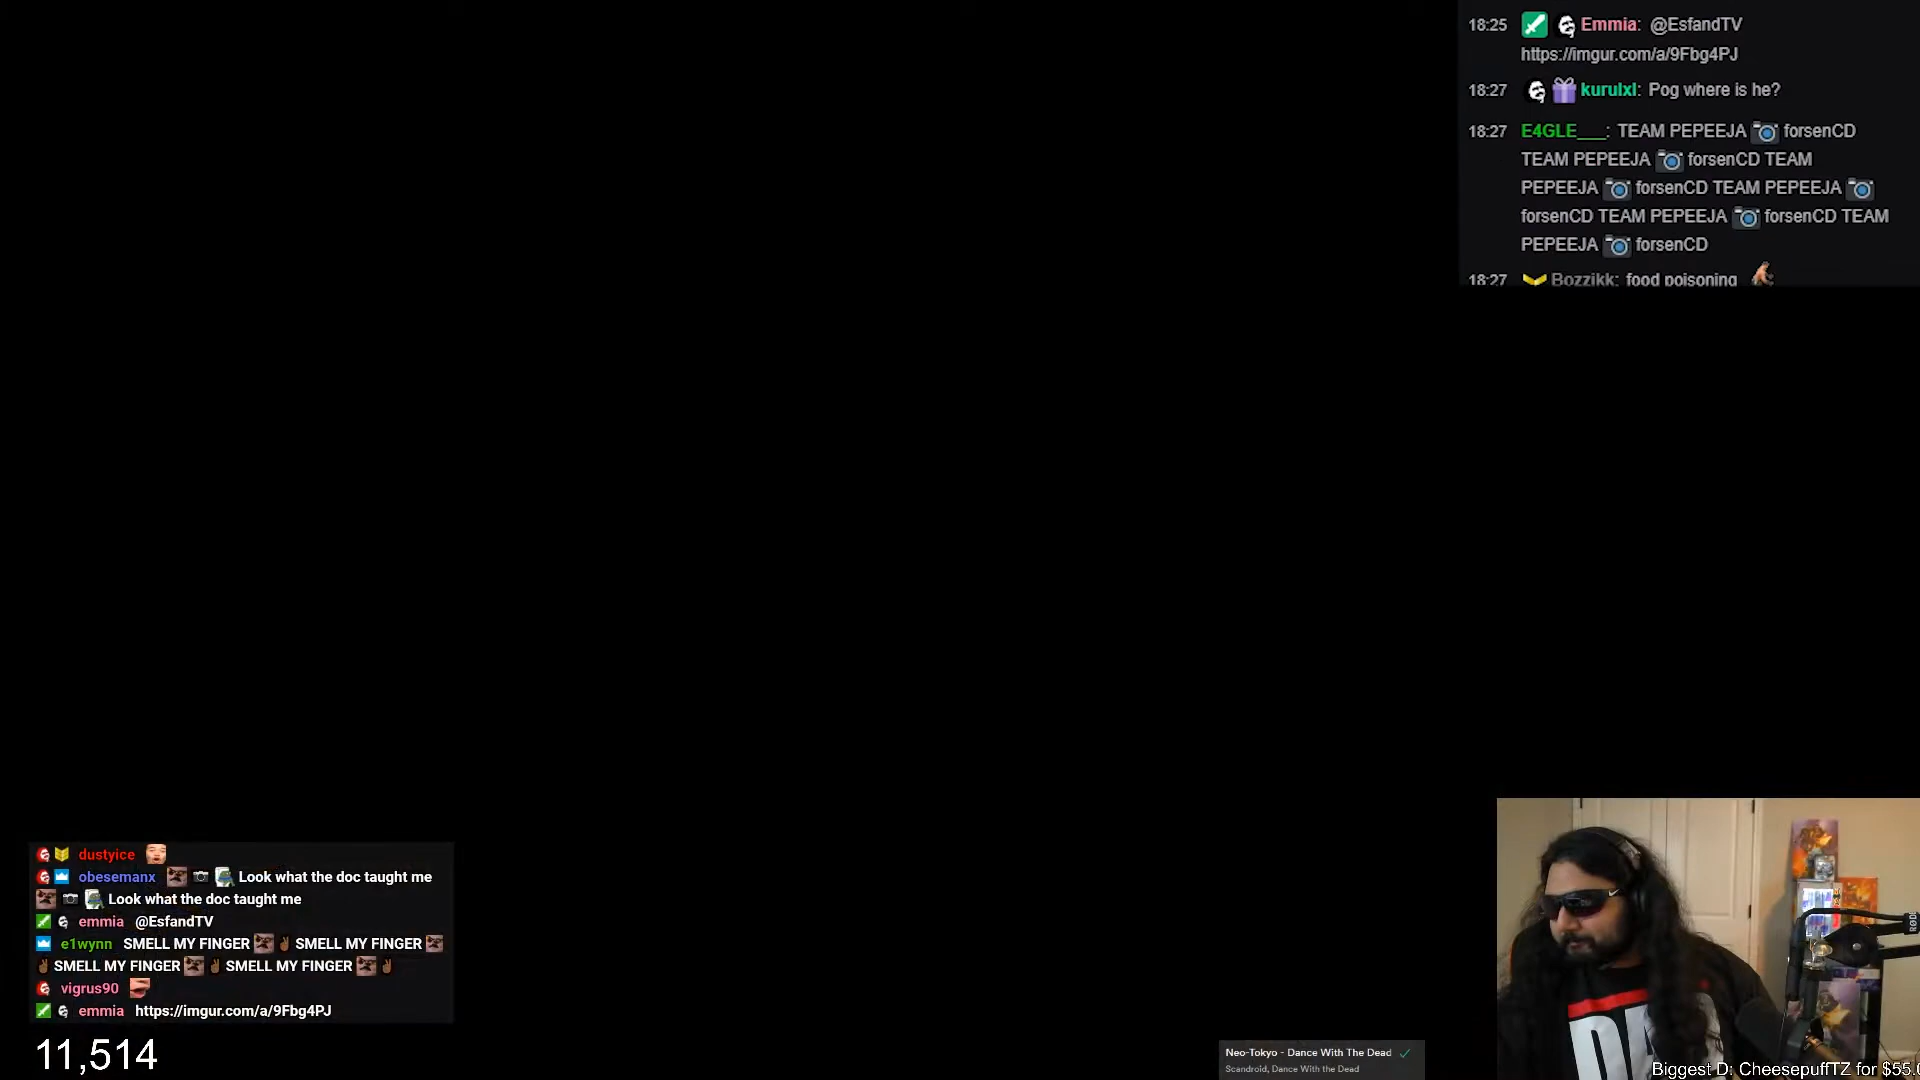 18:25 Emmia: @EsfandTV
https://imgur.com/a/9Fbg4PJ
18:27 kurulxl: Pog where is he?
18:27 E4GLE___: TEAM PEPEEJA forsenCD
TEAM PEPEEJA forsenCD TEAM
PEPEEJA forsenCD TEAM PEPEEJA
forsenCD TEAM PEPEEJA forsenCD TEAM
PEPEEJA forsenCD
18:27 Bozzikk: food poisoning
dustyice
obesemanx Look what the doc taught me
Look what the doc taught me
emmia @EsfandTV
e1wynn SMELL MY FINGER SMELL MY FINGER
SMELL MY FINGER SMELL MY FINGER
vigrus90
emmia https://imgur.com/a/9Fbg4PJ
11,514
Neo-Tokyo - Dance With The Dead
Scandroid, Dance With the Dead
RØDE
Biggest D: CheesepuffTZ for $55.